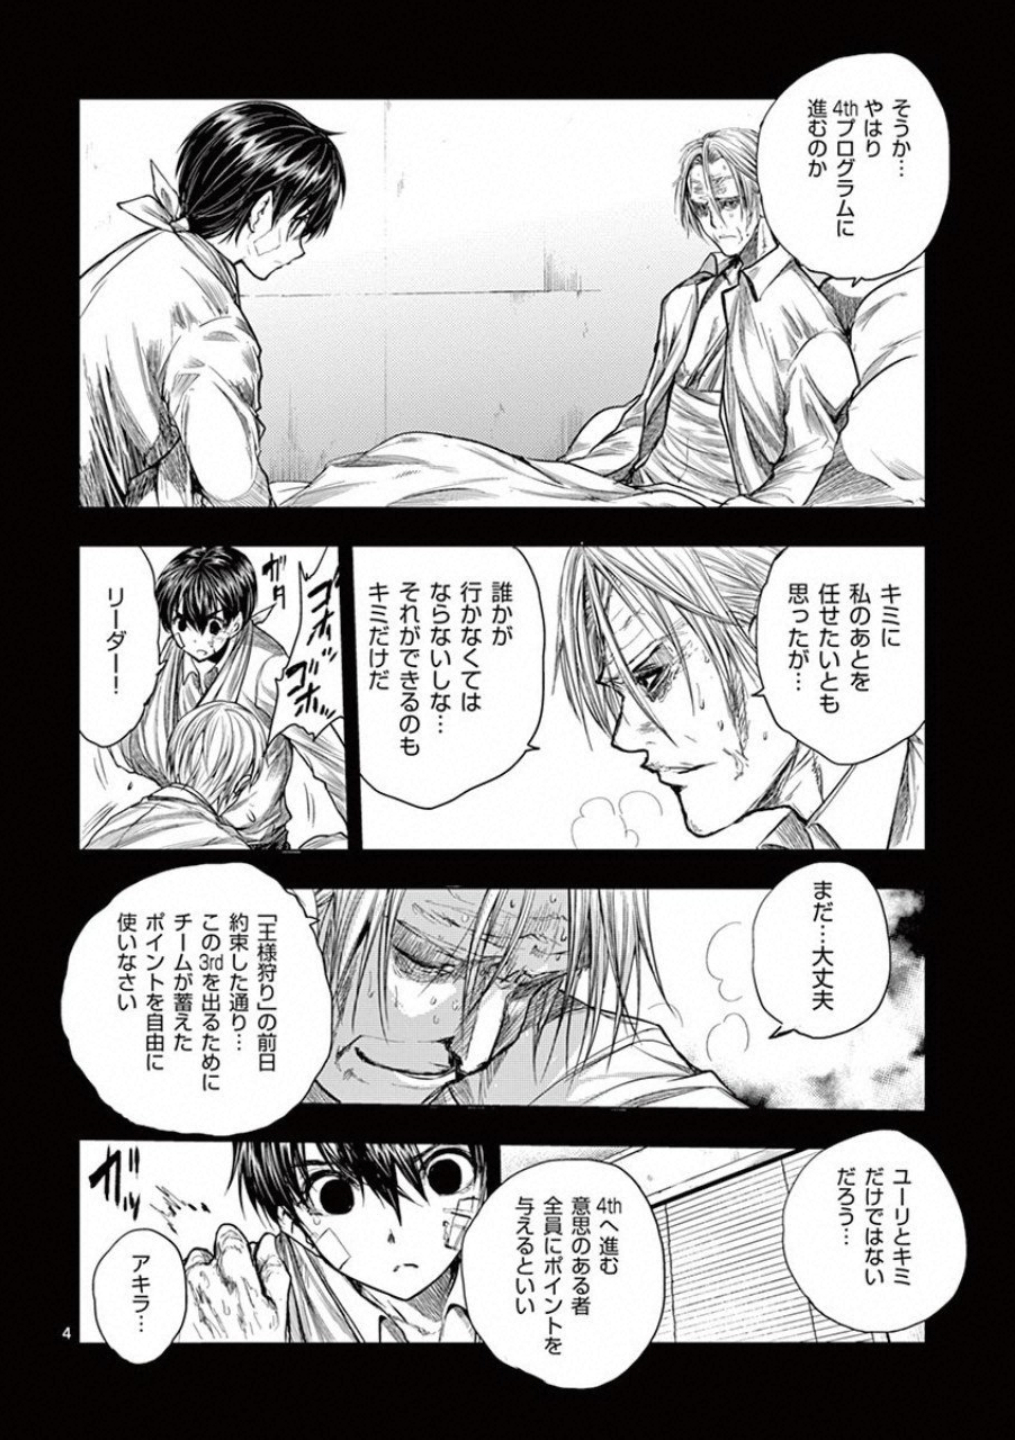 そうか…
やはり
4thプログラムに
進むのか
キミに
私のあとを
任せたいとも
思ったが…
誰かが
行かなくては
ならないしな…
それができるのも
キミだけだ
ガタ
ゴホッ
ゴホ
リーダー！
まだ…大丈夫
「王様狩り」の前日
約束した通り…
この3rdを出るために
チームが蓄えた
ポイントを自由に
使いなさい
ユーリとキミ
だけではない
だろう…
4thへ進む
意思のある者
全員にポイントを
与えるといい
ガシッ
アキラ…
4